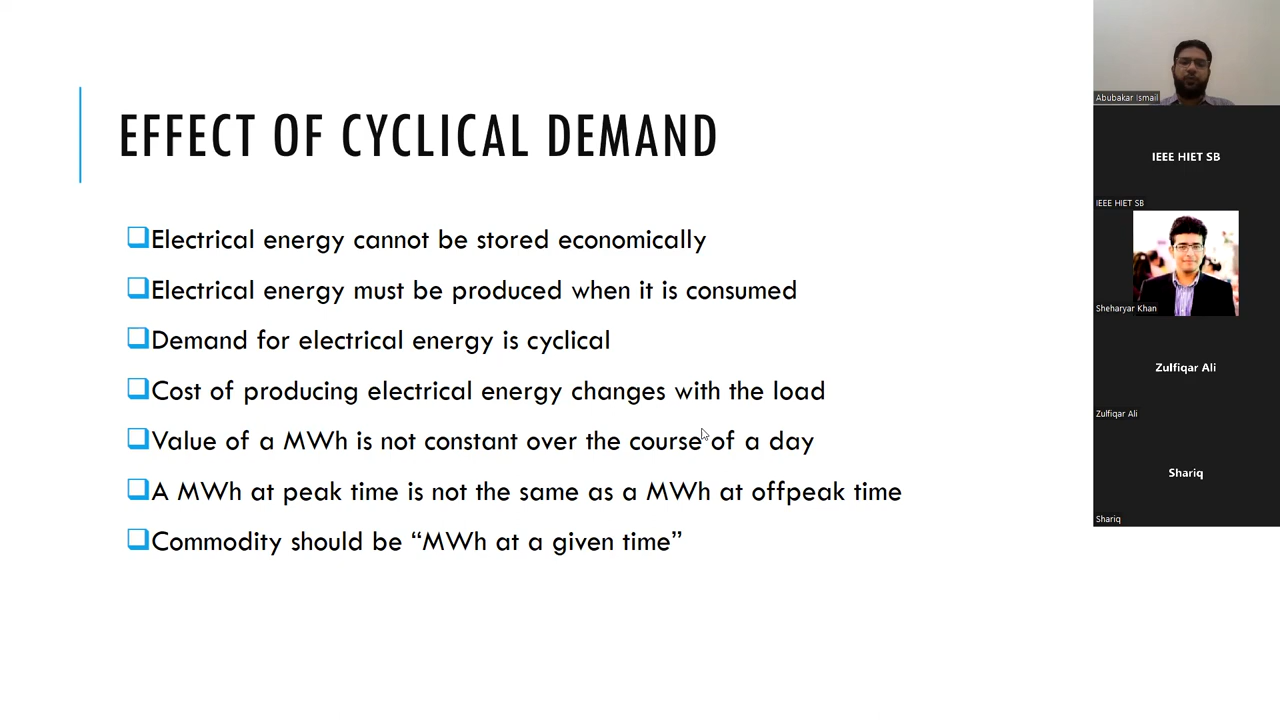 EFFECT OF CYCLICAL DEMAND
Electrical energy cannot be stored economically
Electrical energy must be produced when it is consumed
Demand for electrical energy is cyclical
Cost of producing electrical energy changes with the load
Value of a MWh is not constant over the course of a day
A MWh at peak time is not the same as a MWh at offpeak time
Commodity should be “MWh at a given time”
Abubakar Ismail
IEEE HIET SB
IEEE HIET SB
Sheharyar Khan
Zulfiqar Ali
Zulfiqar Ali
Shariq
Shariq